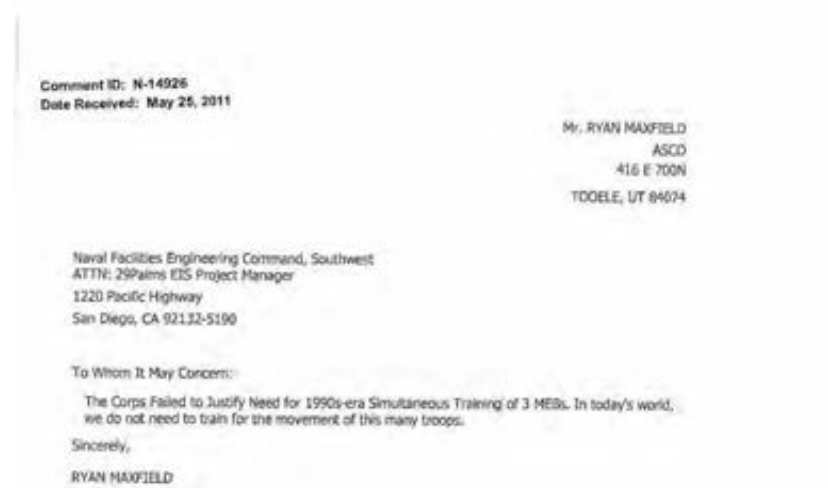 Comment ID: N-14926
Date Received: May 25, 2011
Mr. RYAN MAXFIELD
ASCO
416 E 700N
TOOELE, UT 84074
Naval Facilities Engineering Command, Southwest
ATTN: 29Palms EIS Project Manager
1220 Pacific Highway
San Diego, CA 92132-5190
To Whom It May Concern:
The Corps Failed to Justify Need for 1990s-era Simultaneous Training of 3 MEBs. In today's world,
we do not need to train for the movement of this many troops.
Sincerely,
RYAN MAXFIELD